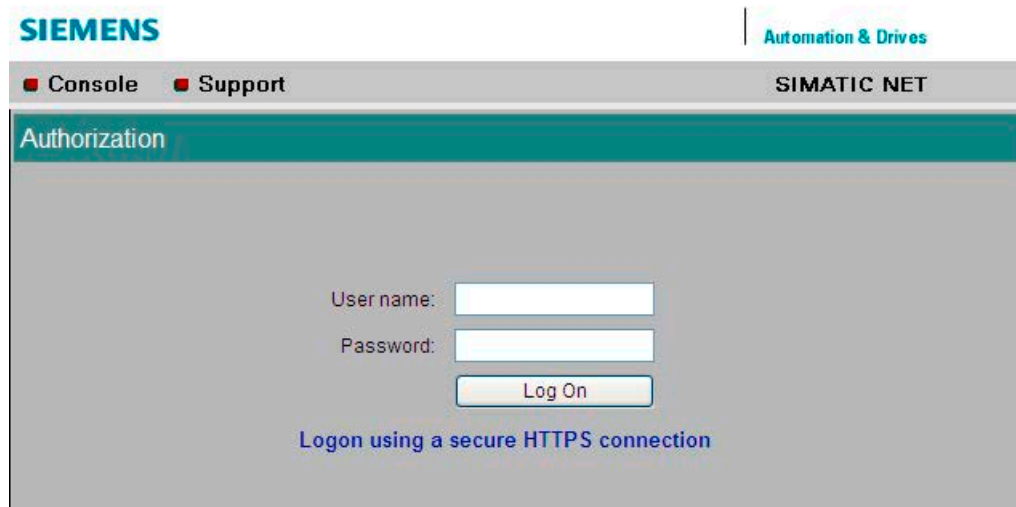 SIEMENS
Automation & Drives
Console Support SIMATIC NET
Authorization
User name:
Password:
Log On
Logon using a secure HTTPS connection